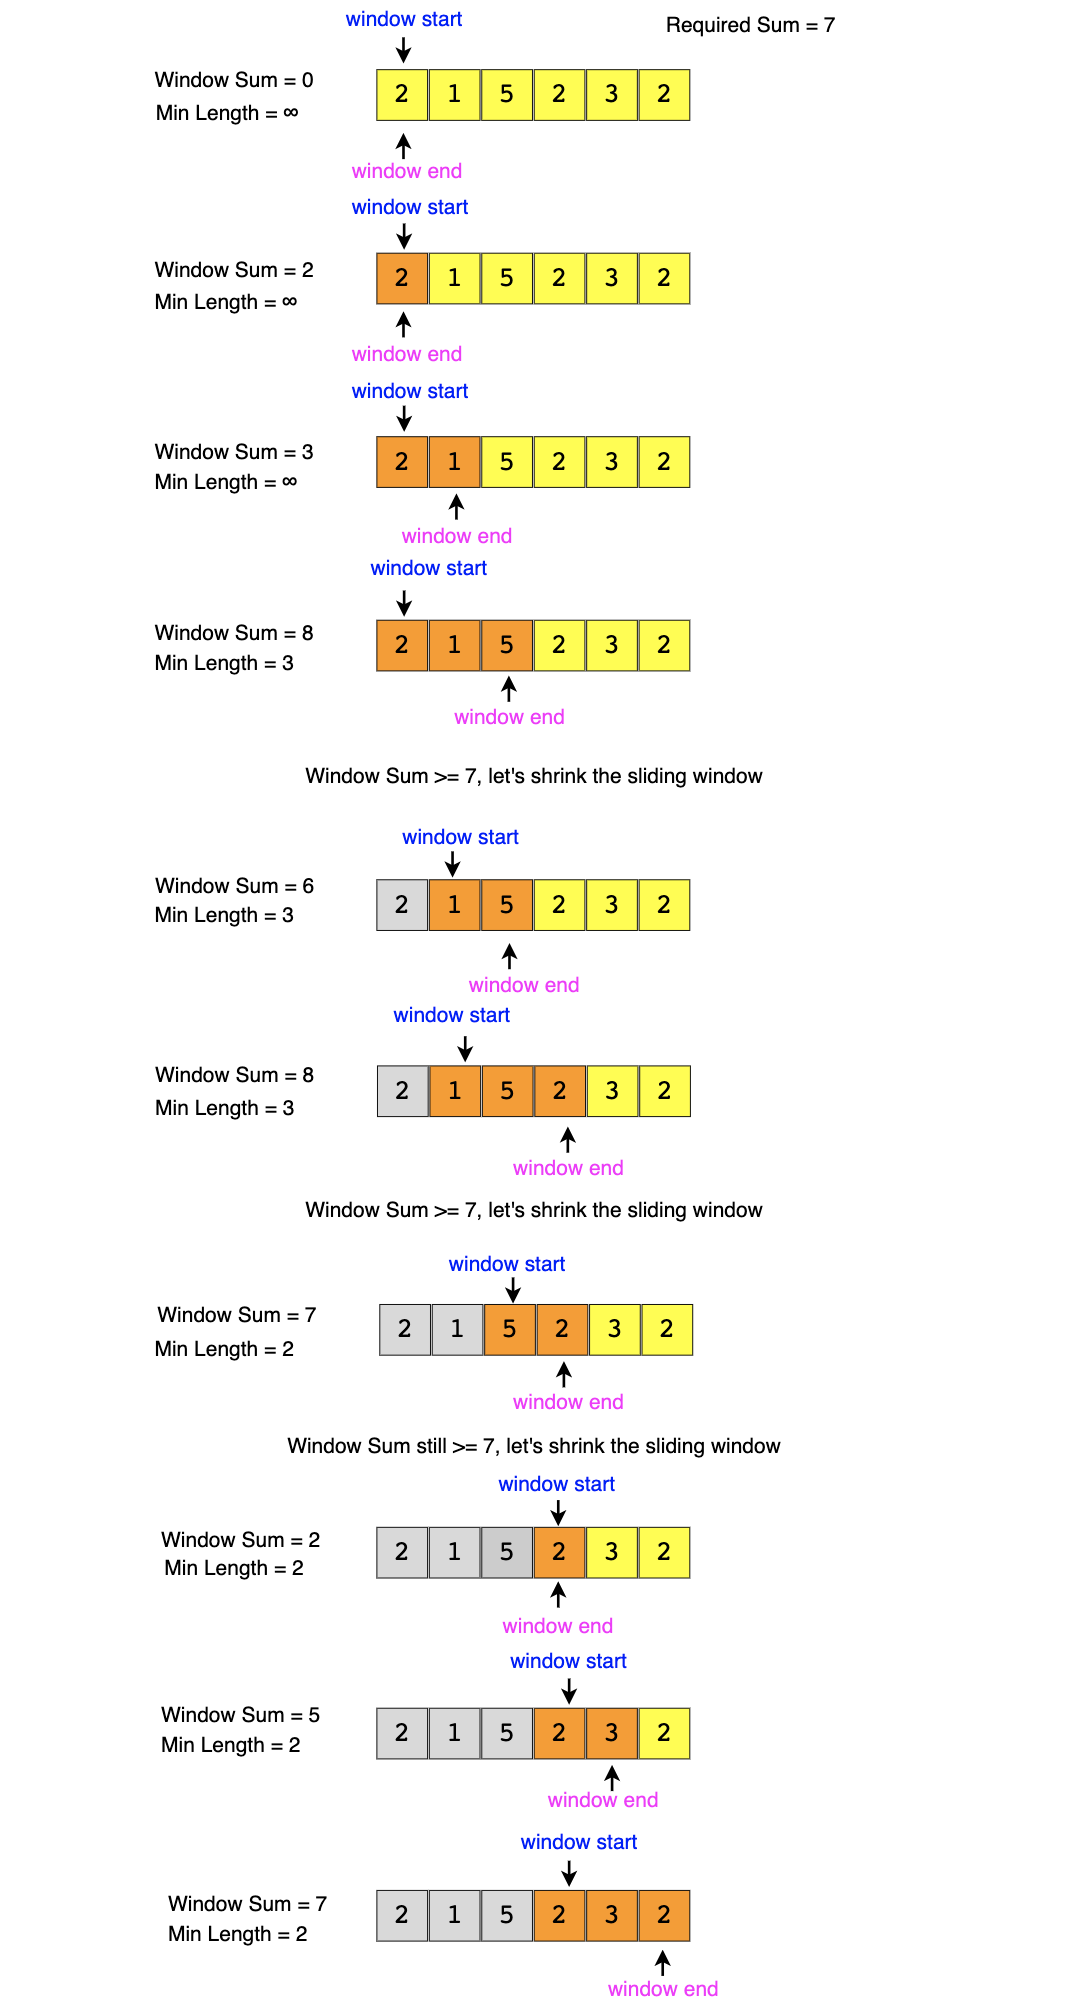 window start
Required Sum = 7
Window Sum = 0
Min Length = ∞
2 1 5 2 3 2
window end
window start
Window Sum = 2
Min Length = ∞
2 1 5 2 3 2
window end
window start
Window Sum = 3
Min Length = ∞
2 1 5 2 3 2
window end
window start
Window Sum = 8
Min Length = 3
2 1 5 2 3 2
window end
Window Sum >= 7, let's shrink the sliding window
window start
Window Sum = 6
Min Length = 3
2 1 5 2 3 2
window end
window start
Window Sum = 8
Min Length = 3
2 1 5 2 3 2
window end
Window Sum >= 7, let's shrink the sliding window
window start
Window Sum = 7
Min Length = 2
2 1 5 2 3 2
window end
Window Sum still >= 7, let's shrink the sliding window
window start
Window Sum = 2
Min Length = 2
2 1 5 2 3 2
window end
window start
Window Sum = 5
Min Length = 2
2 1 5 2 3 2
window end
window start
Window Sum = 7
Min Length = 2
2 1 5 2 3 2
window end